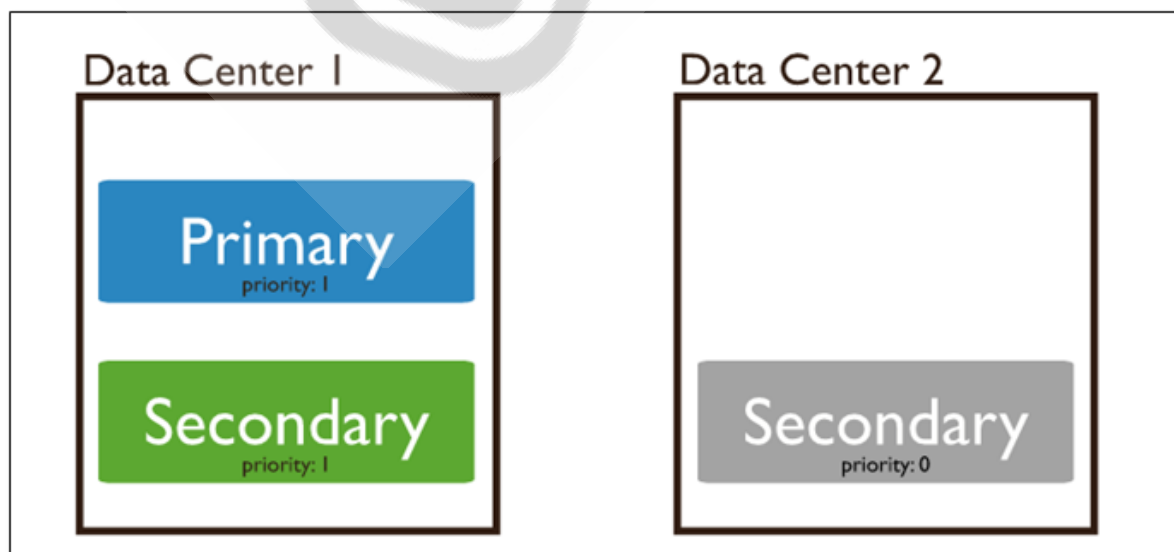 Data Center 1
Primary
priority: 1
Secondary
priority: 1
Data Center 2
Secondary
priority: 0